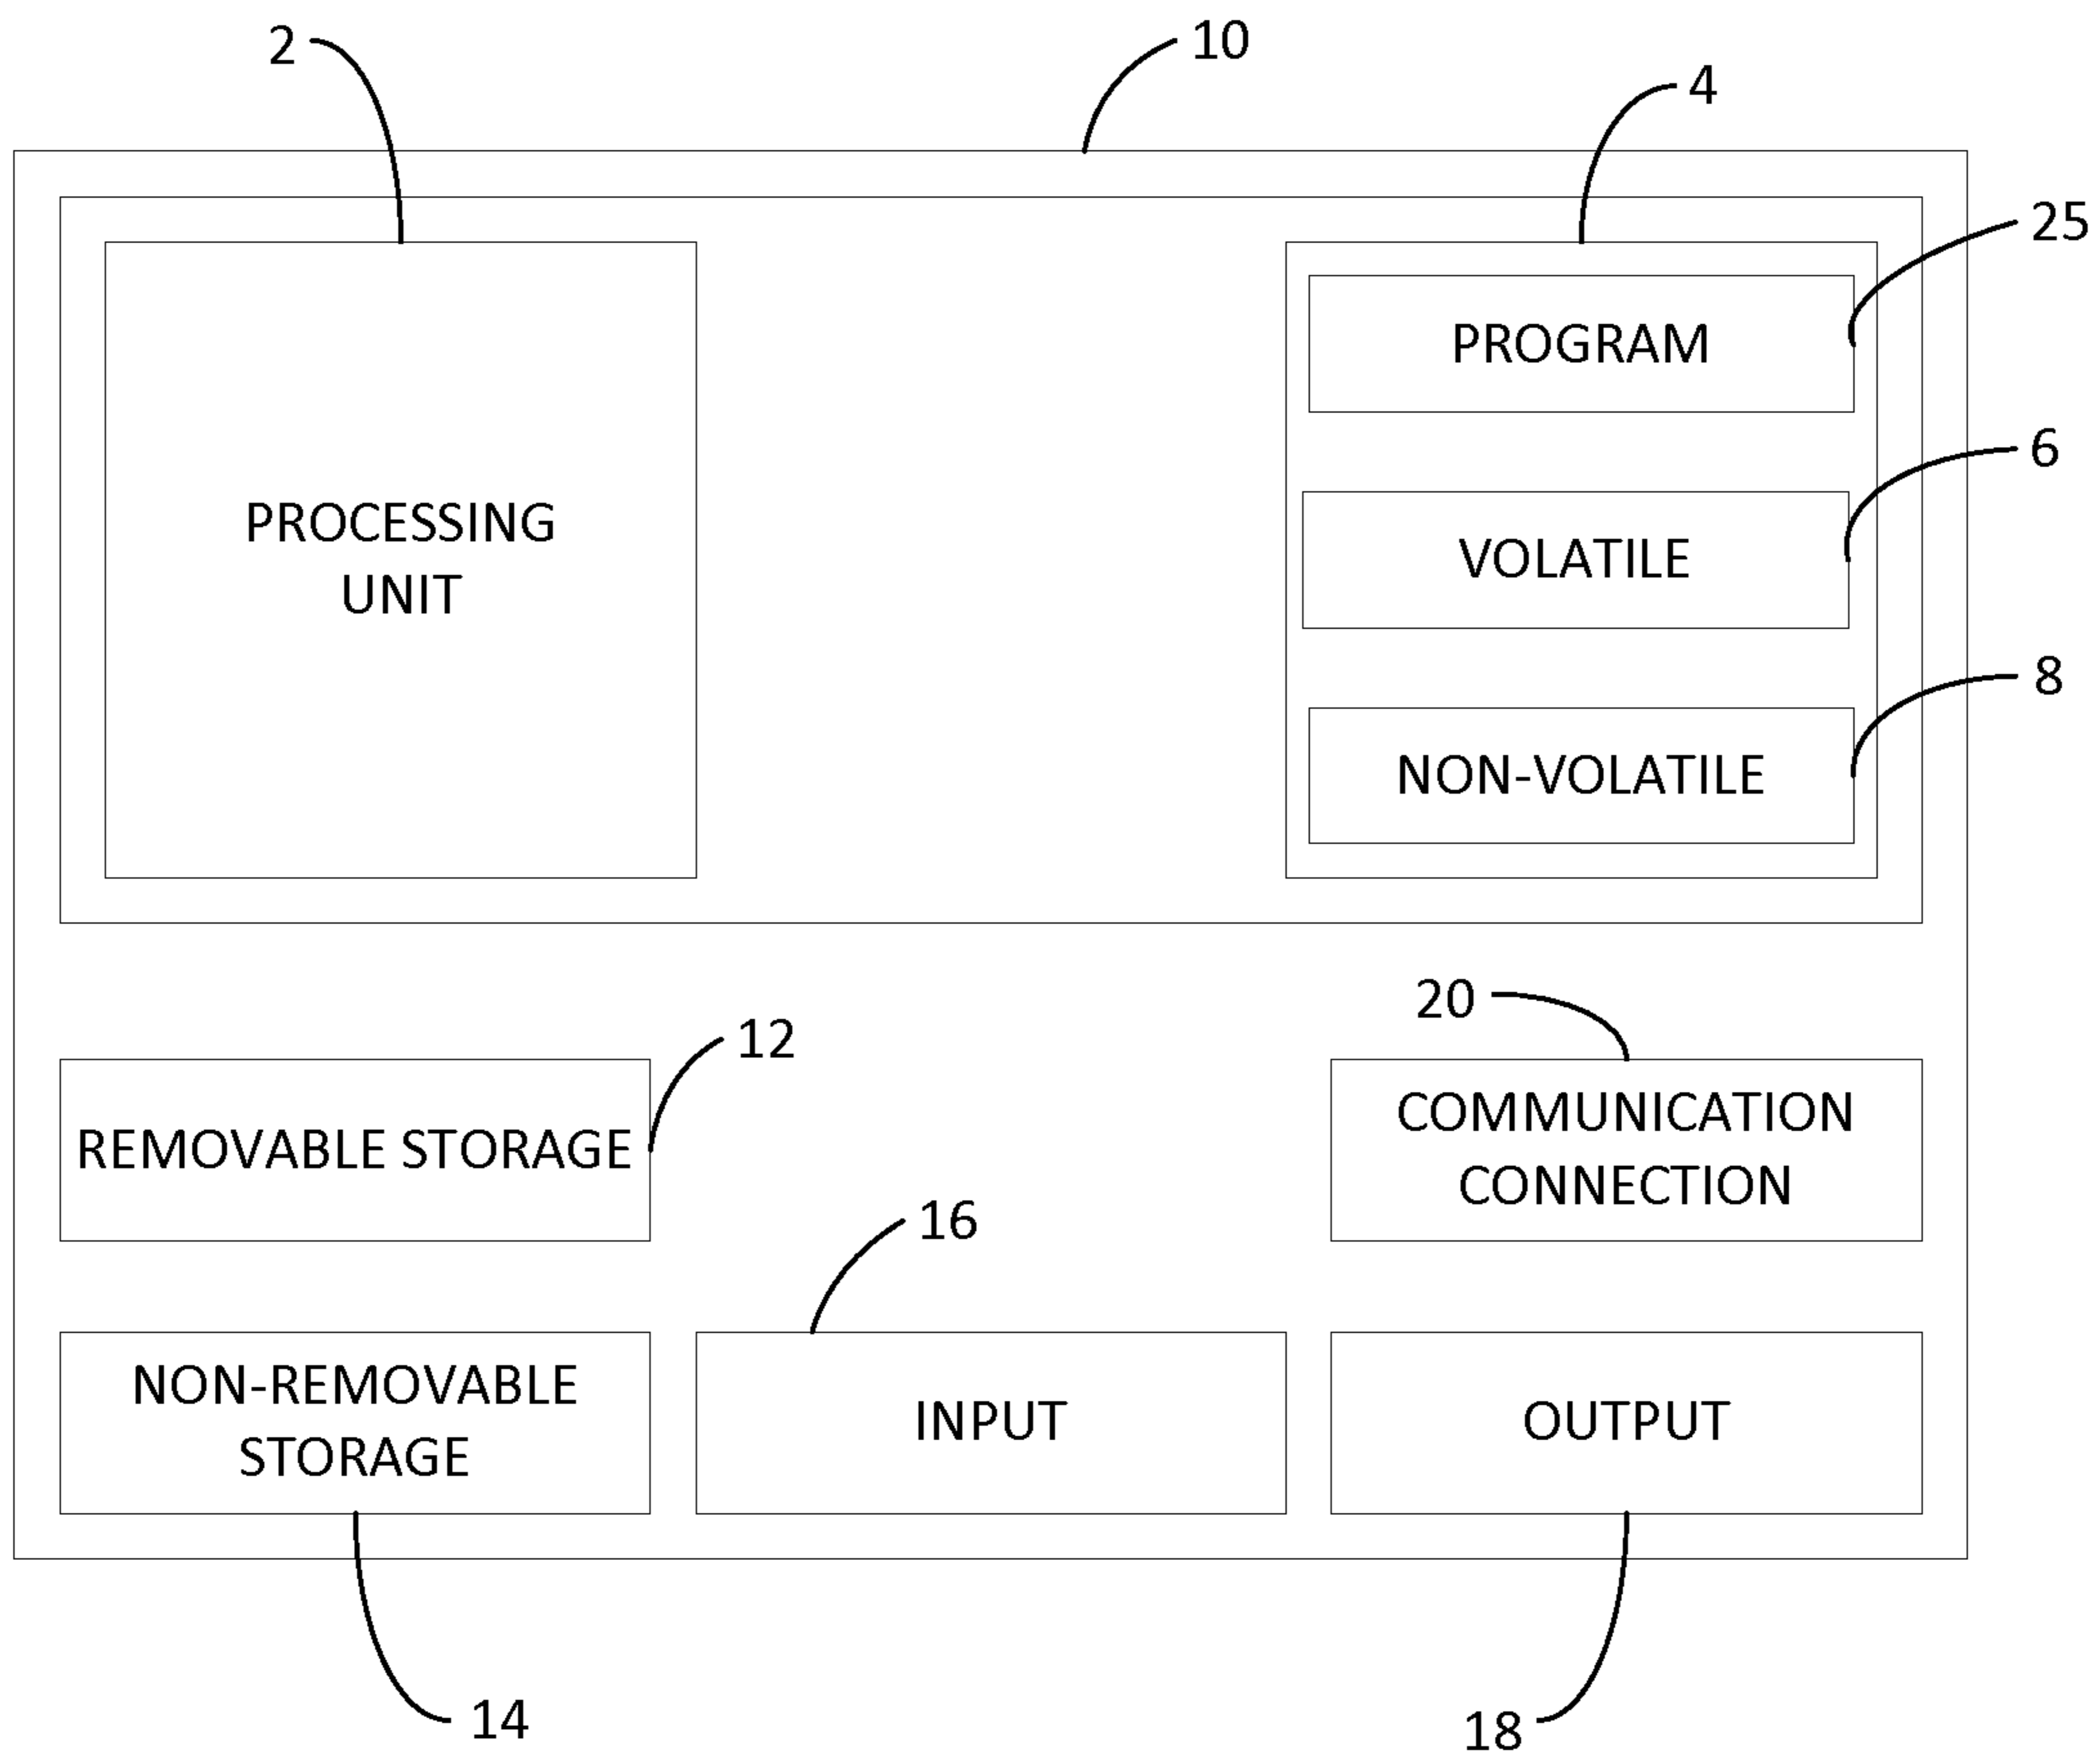 2
10
4
25
PROGRAM
6
VOLATILE
PROCESSING
UNIT
8
NON-VOLATILE
20
12
COMMUNICATION
CONNECTION
REMOVABLE STORAGE
16
NON-REMOVABLE
STORAGE
INPUT
OUTPUT
14
18